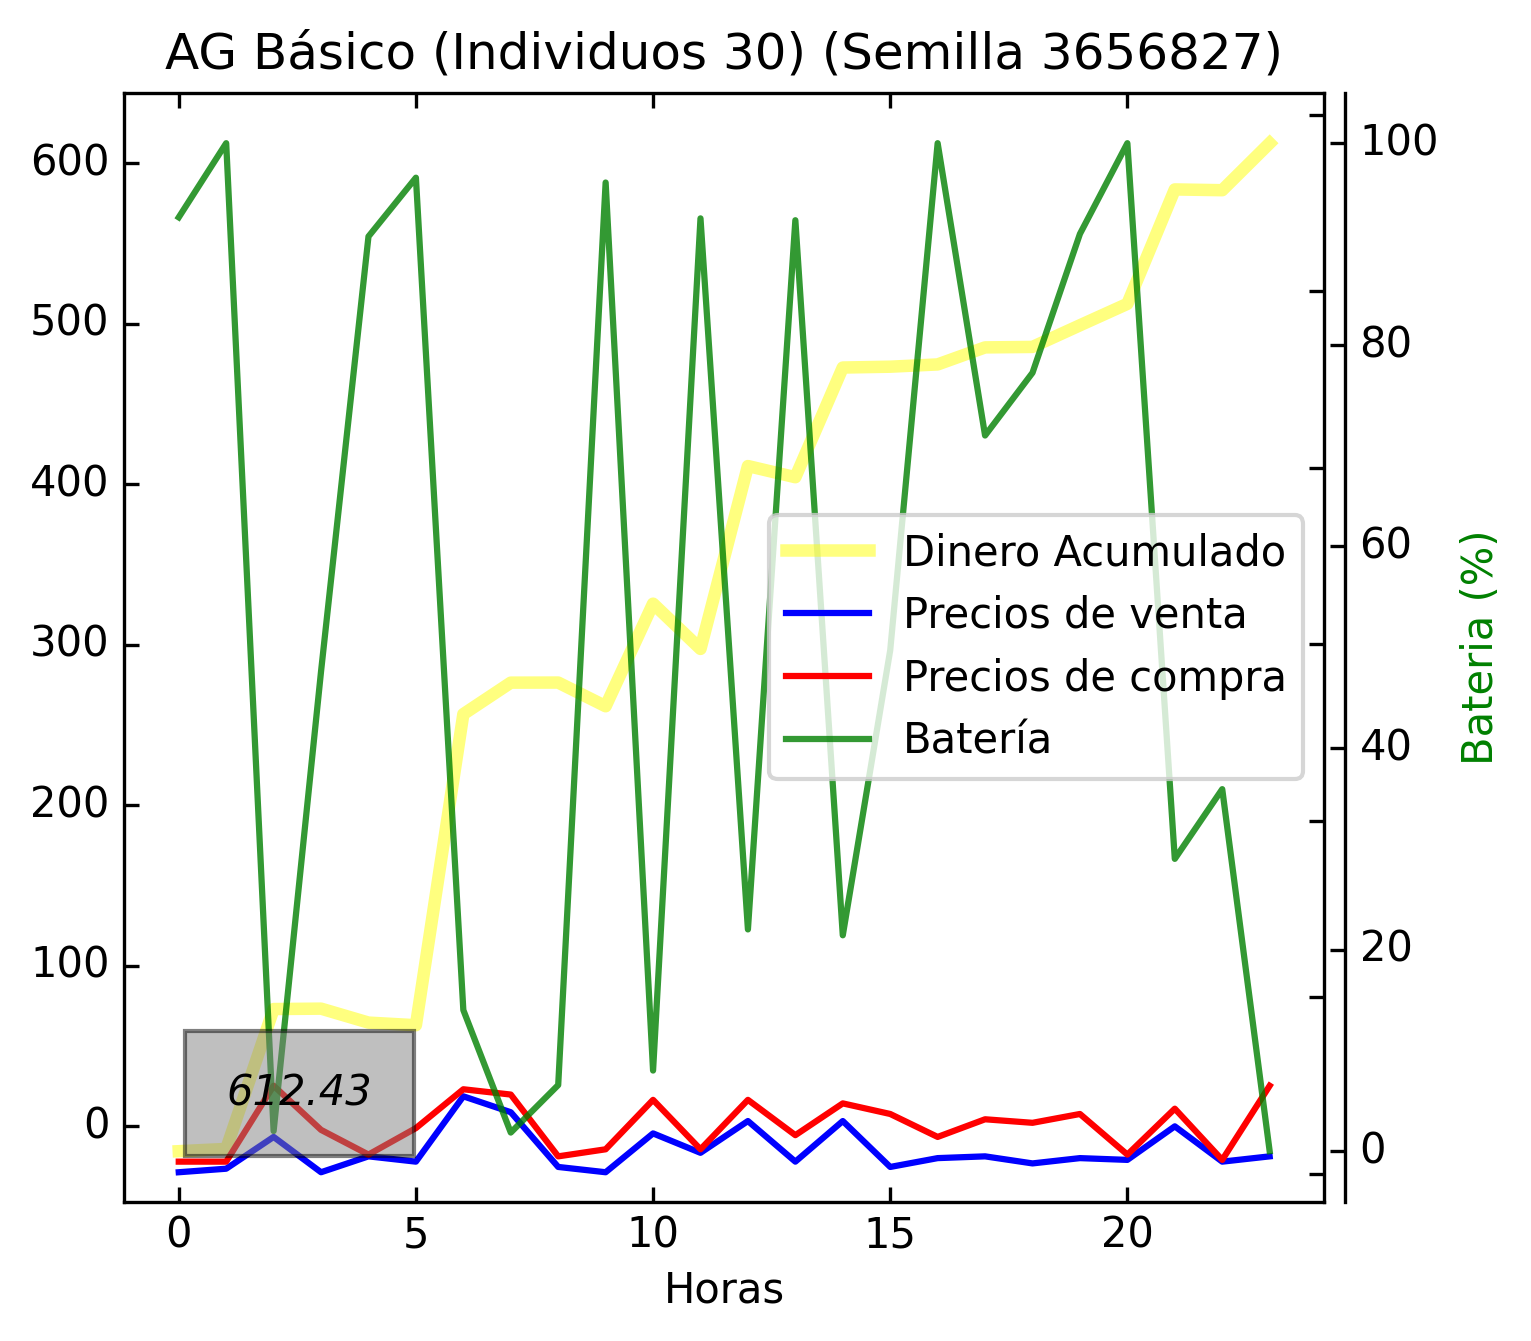 AG Básico (Individuos 30) (Semilla 3656827)
600
500
400
300
200
100
0
100
80
60
40
20
0
Bateria (%)
Dinero Acumulado
Precios de venta
Precios de compra
Batería
612.43
0 5 10 15 20
Horas